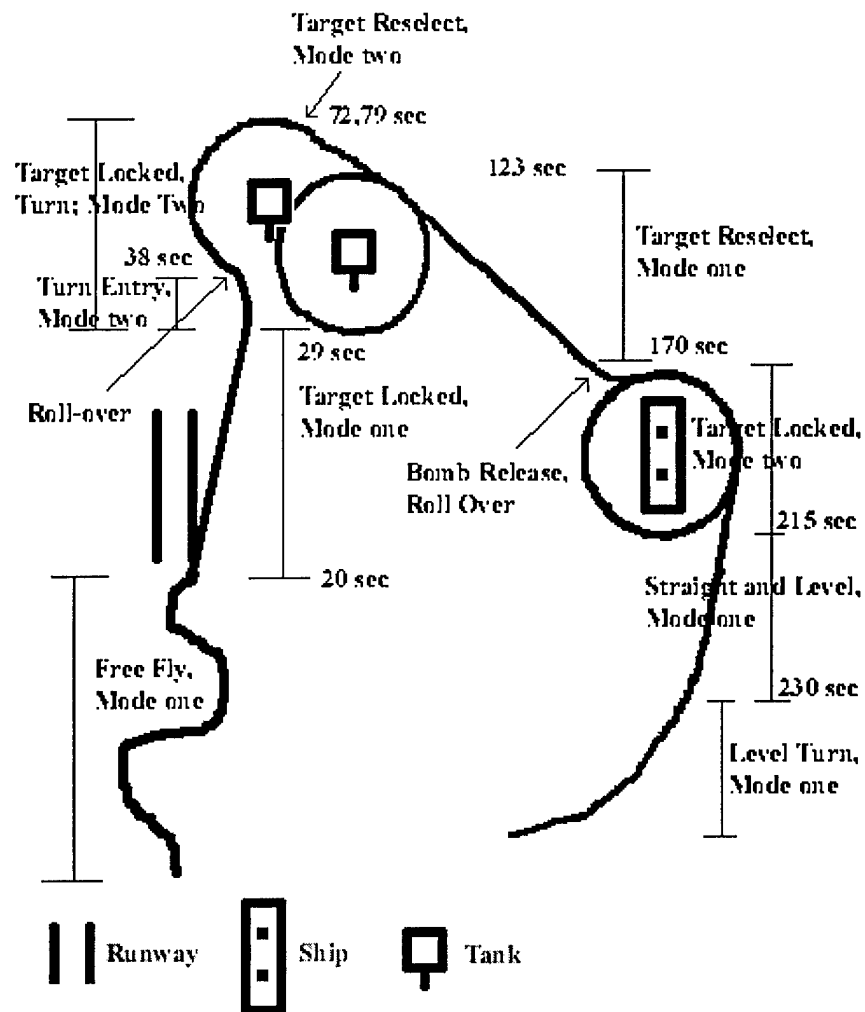 Target Reselect,
Mode two
72,79 sec
Target Locked,
Turn; Mode Two
123 sec
Target Reselect,
Mode one
38 sec
Turn Entry,
Mode two
29 sec
170 sec
Target Locked,
Mode one
Roll-over
Target Locked,
Mode two
Bomb Release,
Roll Over
215 sec
20 sec
Straight and Level,
Mode one
Free Fly,
Mode one
230 sec
Level Turn,
Mode one
Runway
Ship
Tank